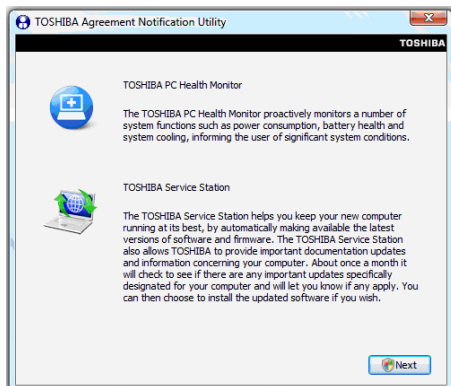 TOSHIBA Agreement Notification Utility
TOSHIBA
TOSHIBA PC Health Monitor
The TOSHIBA PC Health Monitor proactively monitors a number of
system functions such as power consumption, battery health and
system cooling, informing the user of significant system conditions.
TOSHIBA Service Station
The TOSHIBA Service Station helps you keep your new computer
running at its best, by automatically making available the latest
versions of software and firmware. The TOSHIBA Service Station
also allows TOSHIBA to provide important documentation updates
and information concerning your computer. About once a month it
will check to see if there are any important updates specifically
designated for your computer and will let you know if any apply. You
can then choose to install the updated software if you wish.
Next